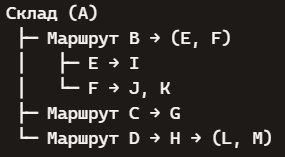 Склад (A)
├─ Маршрут B → (E, F)
│   ├─ E → I
│   └─ F → J, K
├─ Маршрут C → G
└─ Маршрут D → H → (L, M)